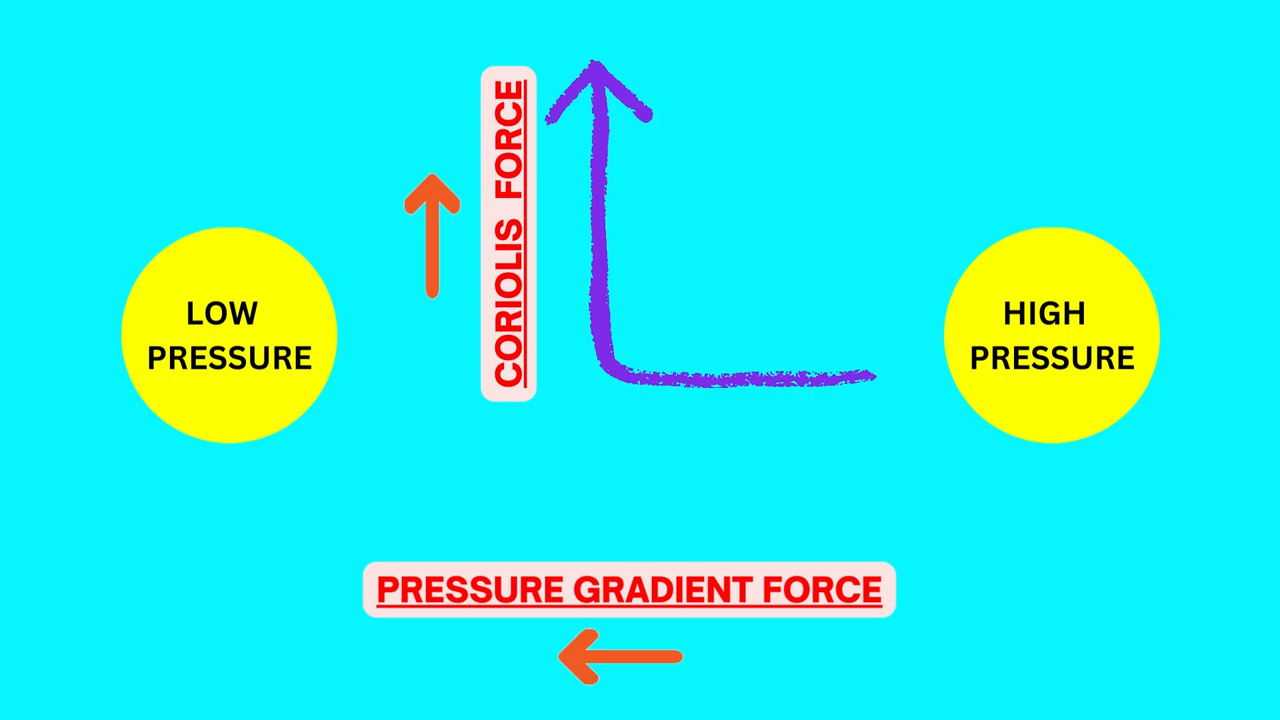 CORIOLIS FORCE
LOW
PRESSURE
HIGH
PRESSURE
PRESSURE GRADIENT FORCE